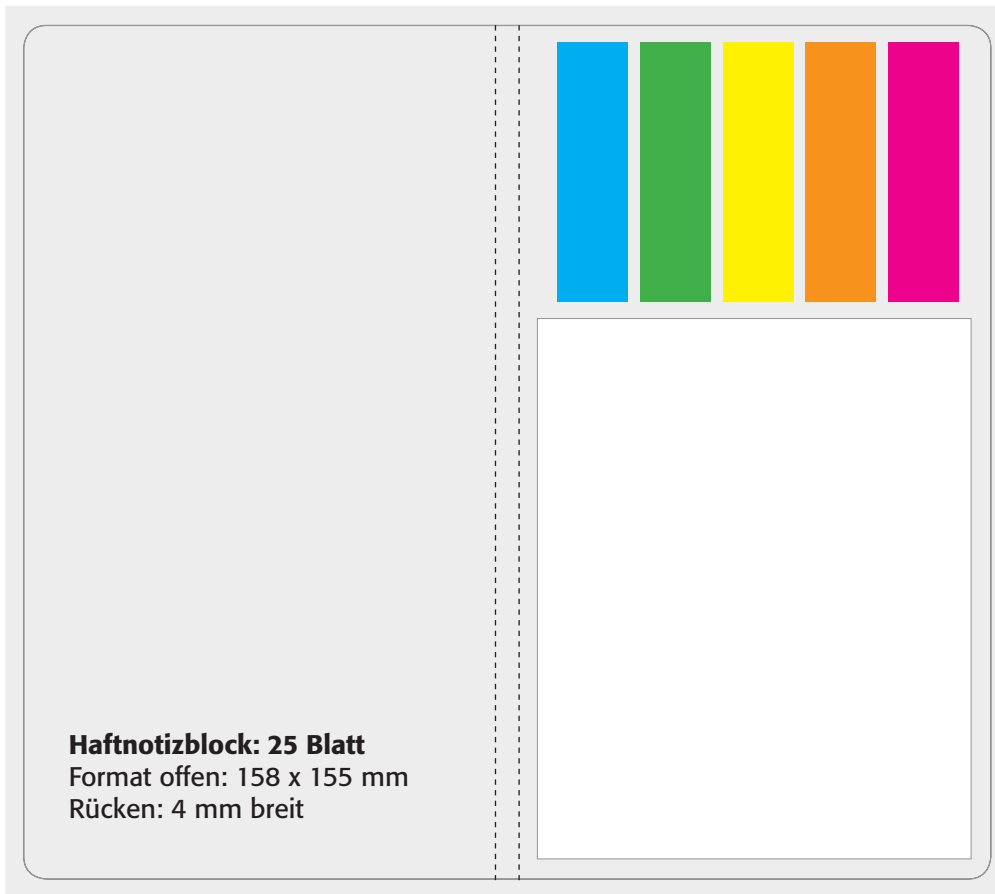 Haftnotizblock: 25 Blatt
Format offen: 158 x 155 mm
Rücken: 4 mm breit